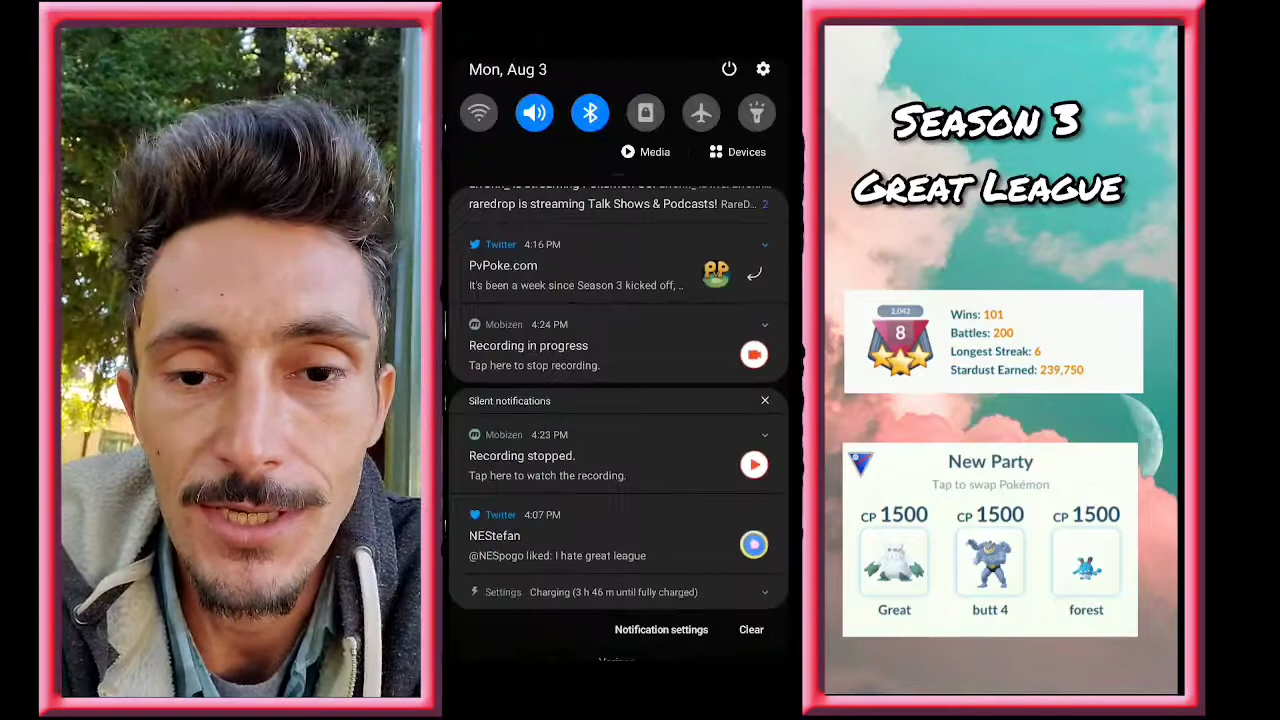 Mon, Aug 3
Media
Devices
raredrop is streaming Talk Shows & Podcasts! RareD... 2
Twitter 4:16 PM
PvPoke.com
It's been a week since Season 3 kicked off, ..
Mobizen 4:24 PM
Recording in progress
Tap here to stop recording.
Silent notifications
Mobizen 4:23 PM
Recording stopped.
Tap here to watch the recording.
Twitter 4:07 PM
NEStefan
@NESpogo liked: I hate great league
Settings Charging (3 h 46 m until fully charged)
Notification settings
Clear
SEASON 3
GREAT LEAGUE
2,042
8
Wins: 101
Battles: 200
Longest Streak: 6
Stardust Earned: 239,750
New Party
Tap to swap Pokémon
CP 1500
CP 1500
CP 1500
Great
butt 4
forest